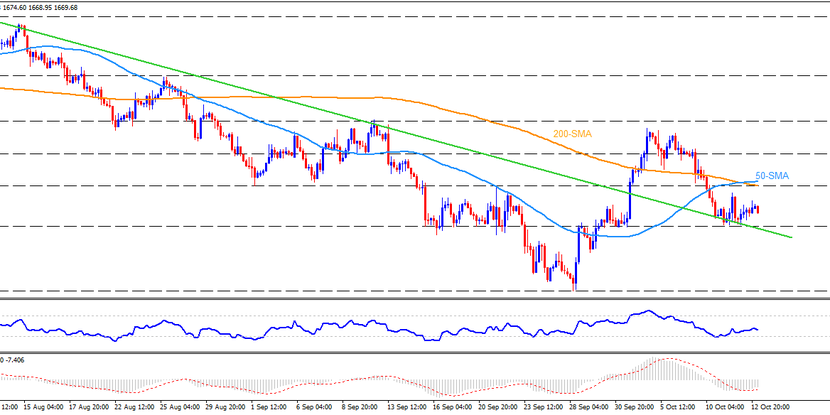 1674.60 1668.95 1669.68
200-SMA
50-SMA
0 -7.406
12:00 15 Aug 04:00 17 Aug 20:00 22 Aug 12:00 25 Aug 04:00 29 Aug 20:00 1 Sep 12:00 6 Sep 04:00 8 Sep 20:00 13 Sep 12:00 16 Sep 04:00 20 Sep 20:00 23 Sep 12:00 28 Sep 04:00 30 Sep 20:00 5 Oct 12:00 10 Oct 04:00 12 Oct 20:00